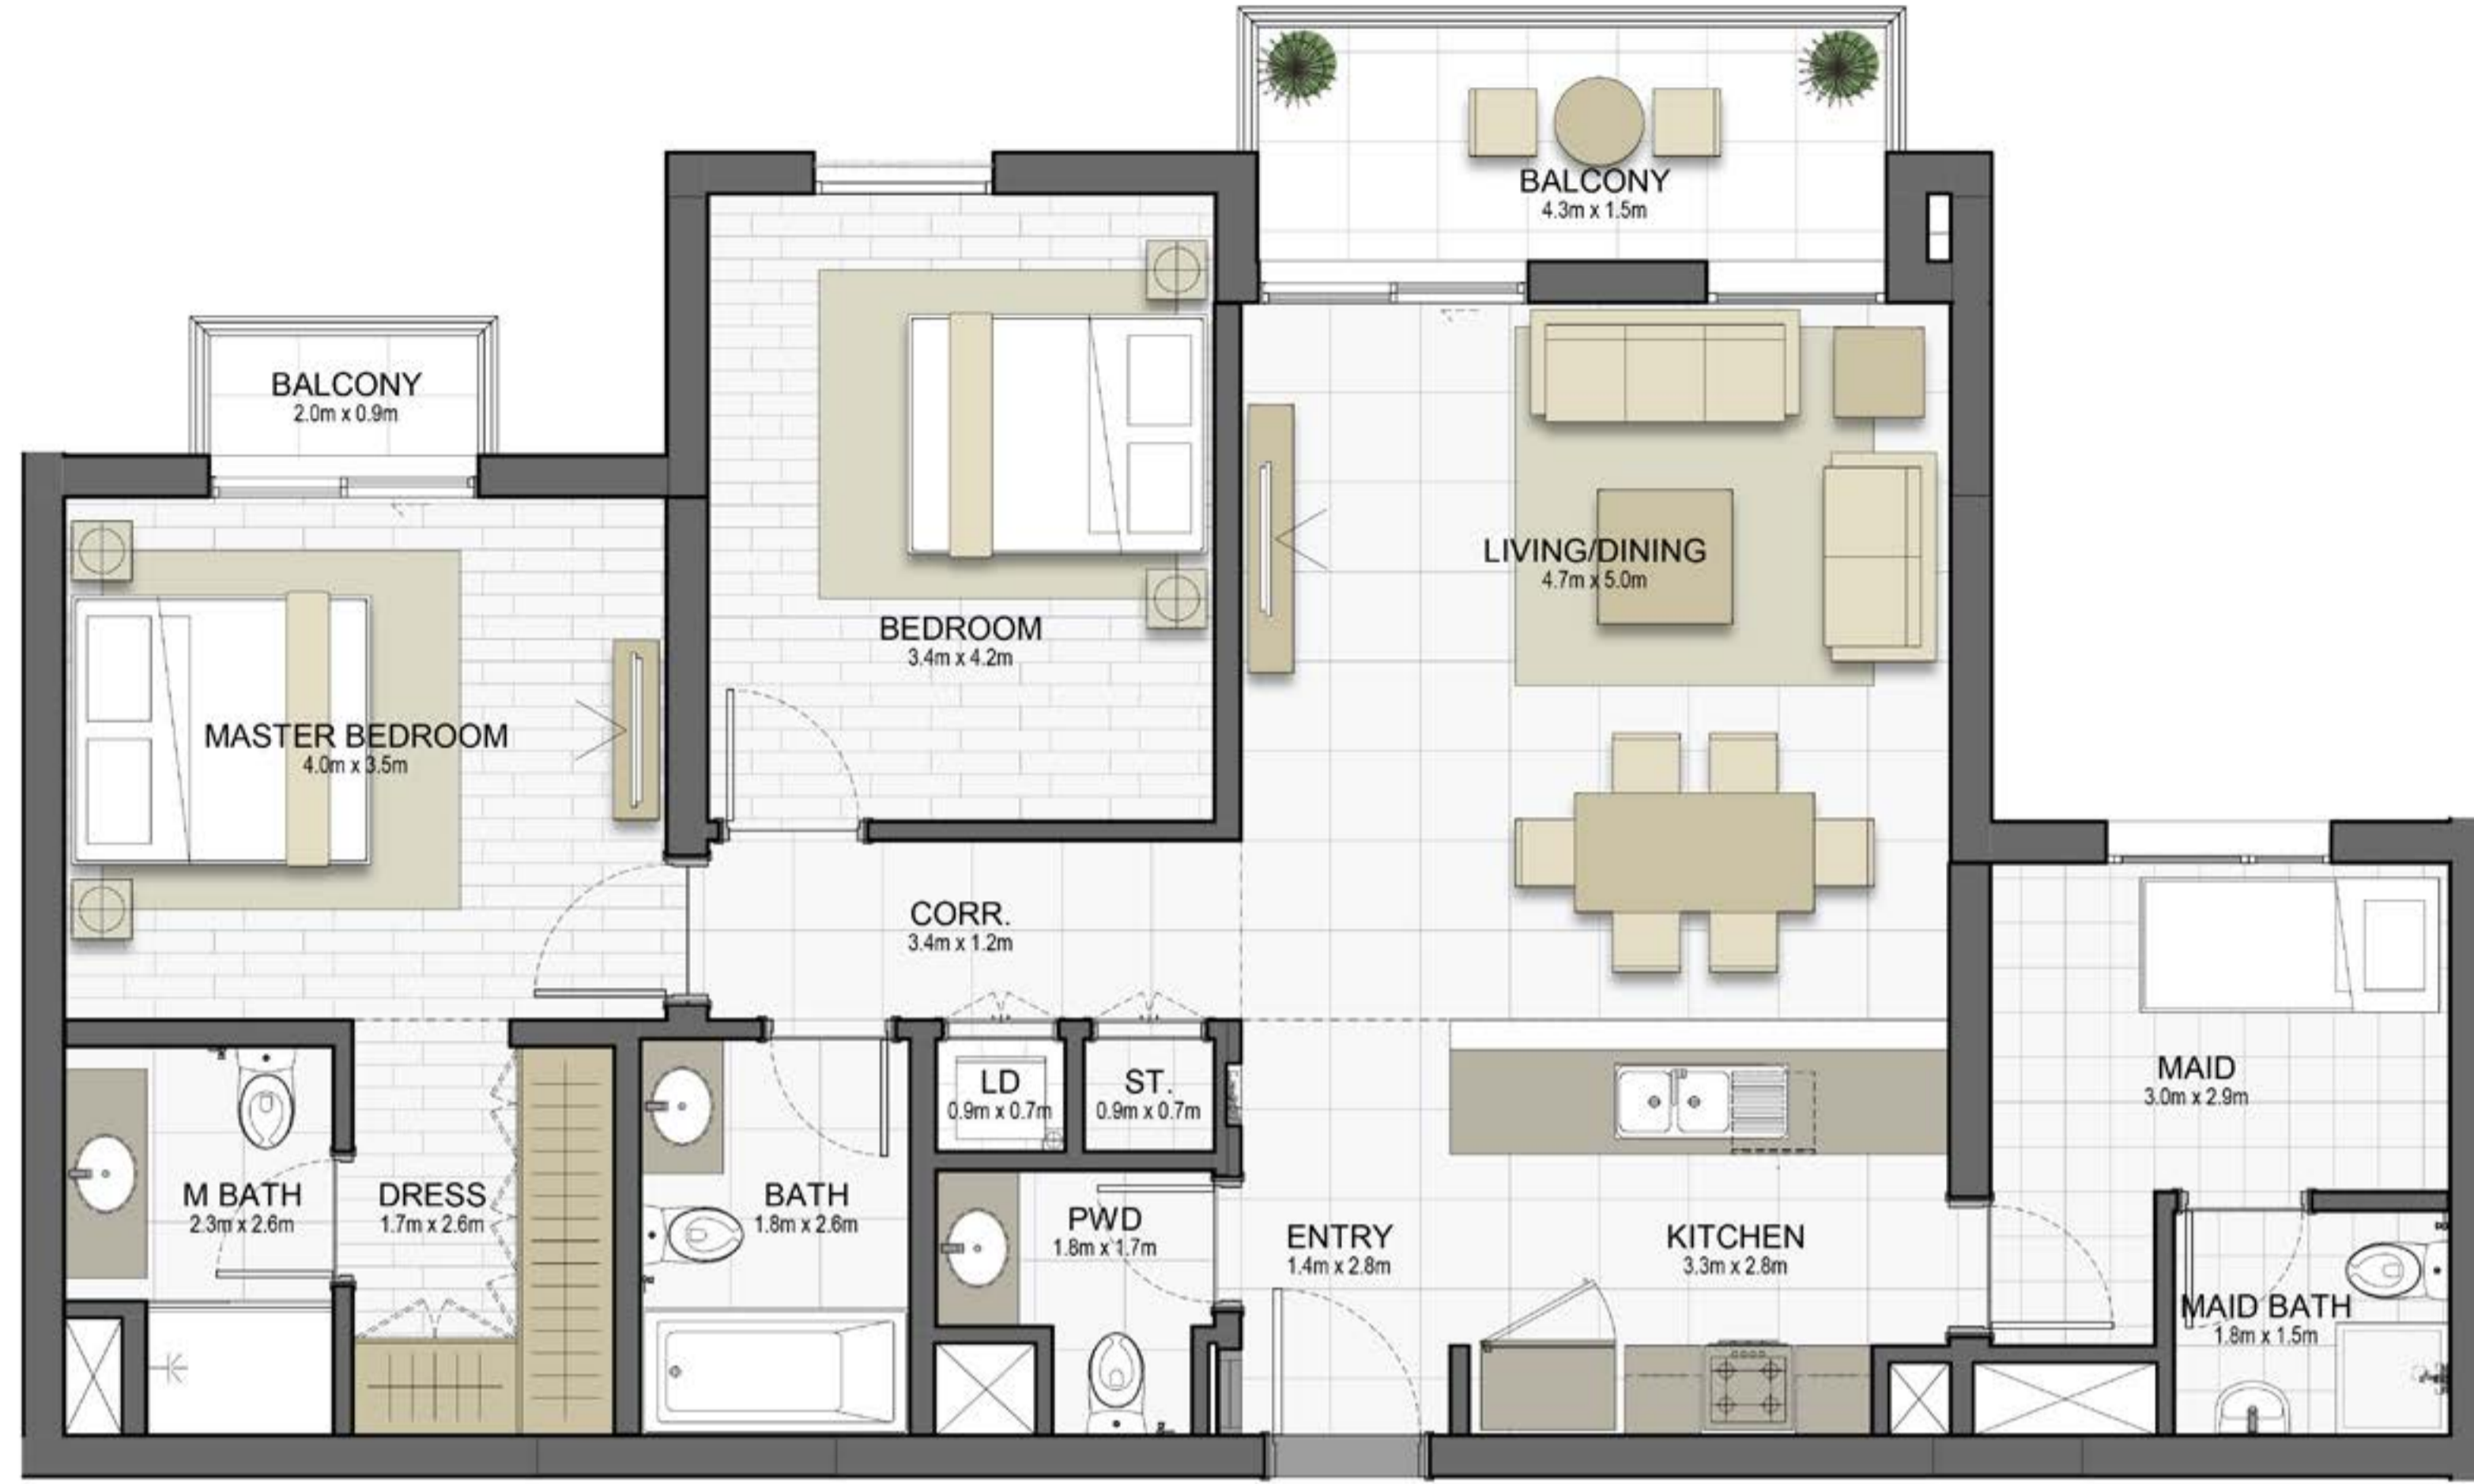 BALCONY
4.3m x 1.5m
BALCONY
2.0m x 0.9m
LIVING/DINING
4.7m x 5.0m
BEDROOM
3.4m x 4.2m
MASTER BEDROOM
4.0m x 3.5m
CORR.
3.4m x 1.2m
LD
0.9m x 0.7m
ST.
0.9m x 0.7m
MAID
3.0m x 2.9m
M BATH
2.3m x 2.6m
DRESS
1.7m x 2.6m
BATH
1.8m x 2.6m
PWD
1.8m x 1.7m
ENTRY
1.4m x 2.8m
KITCHEN
3.3m x 2.8m
MAID BATH
1.8m x 1.5m